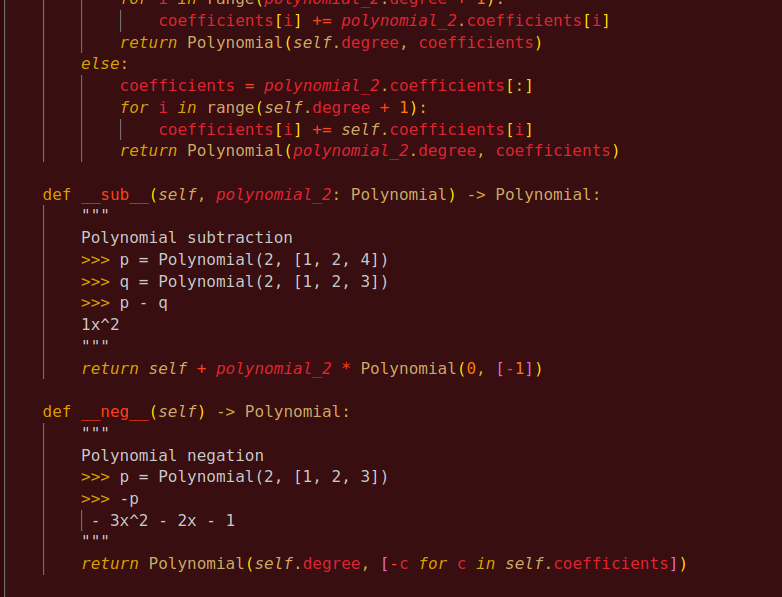 for i in range(polynomial_2.degree + 1):
coefficients[i] += polynomial_2.coefficients[i]
return Polynomial(self.degree, coefficients)
else:
coefficients = polynomial_2.coefficients[:]
for i in range(self.degree + 1):
coefficients[i] += self.coefficients[i]
return Polynomial(polynomial_2.degree, coefficients)
def __sub__(self, polynomial_2: Polynomial) -> Polynomial:
"""
Polynomial subtraction
>>> p = Polynomial(2, [1, 2, 4])
>>> q = Polynomial(2, [1, 2, 3])
>>> p - q
1x^2
"""
return self + polynomial_2 * Polynomial(0, [-1])
def __neg__(self) -> Polynomial:
"""
Polynomial negation
>>> p = Polynomial(2, [1, 2, 3])
>>> -p
- 3x^2 - 2x - 1
"""
return Polynomial(self.degree, [-c for c in self.coefficients])